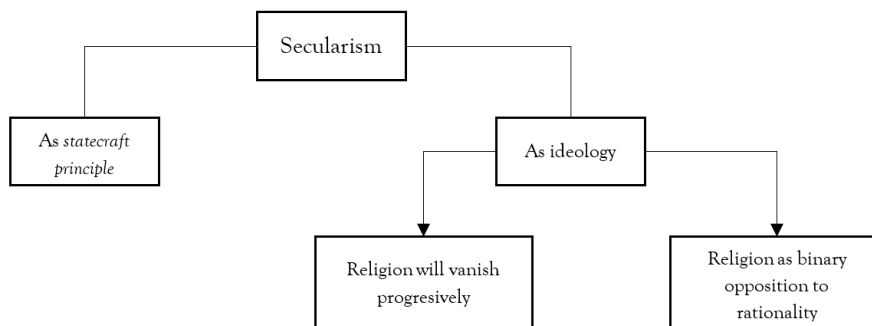 Secularism
As statecraft
principle
As ideology
Religion will vanish
progresively
Religion as binary
opposition to
rationality